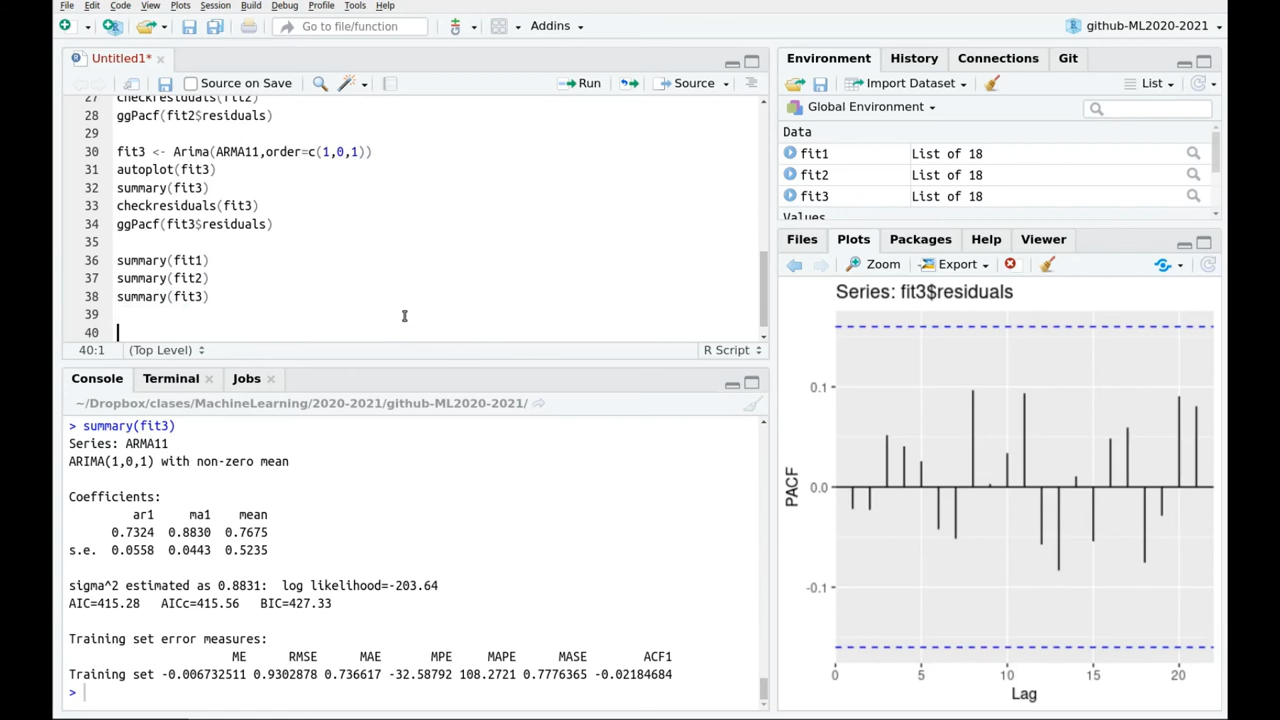 File Edit Code View Plots Session Build Debug Profile Tools Help
Go to file/function
Addins
github-ML2020-2021
Untitled1*
Source on Save
Run
Source
27 checkresiduals(fit2)
28 ggPacf(fit2$residuals)
29
30 fit3 <- Arima(ARMA11,order=c(1,0,1))
31 autoplot(fit3)
32 summary(fit3)
33 checkresiduals(fit3)
34 ggPacf(fit3$residuals)
35
36 summary(fit1)
37 summary(fit2)
38 summary(fit3)
39
40
40:1 (Top Level) R Script
Console Terminal Jobs
~/Dropbox/clases/MachineLearning/2020-2021/github-ML2020-2021/
> summary(fit3)
Series: ARMA11
ARIMA(1,0,1) with non-zero mean
Coefficients:
ar1 ma1 mean
0.7324 0.8830 0.7675
s.e. 0.0558 0.0443 0.5235
sigma^2 estimated as 0.8831: log likelihood=-203.64
AIC=415.28 AICc=415.56 BIC=427.33
Training set error measures:
ME RMSE MAE MPE MAPE MASE ACF1
Training set -0.006732511 0.9302878 0.736617 -32.58792 108.2721 0.7776365 -0.02184684
>
Environment History Connections Git
Import Dataset
List
Global Environment
Data
fit1 List of 18
fit2 List of 18
fit3 List of 18
Values
Files Plots Packages Help Viewer
Zoom Export
Series: fit3$residuals
0.1
0.0
-0.1
PACF
0 5 10 15 20
Lag